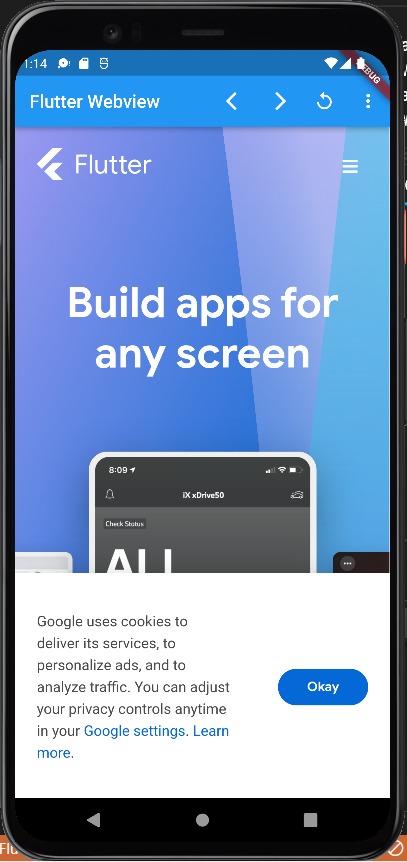 1:14
DEBUG
Flutter Webview
Flutter
Build apps for
any screen
8:09
iX xDrive50
Check Status
ALL
Google uses cookies to
deliver its services, to
personalize ads, and to
analyze traffic. You can adjust
your privacy controls anytime
in your Google settings. Learn
more.
Okay